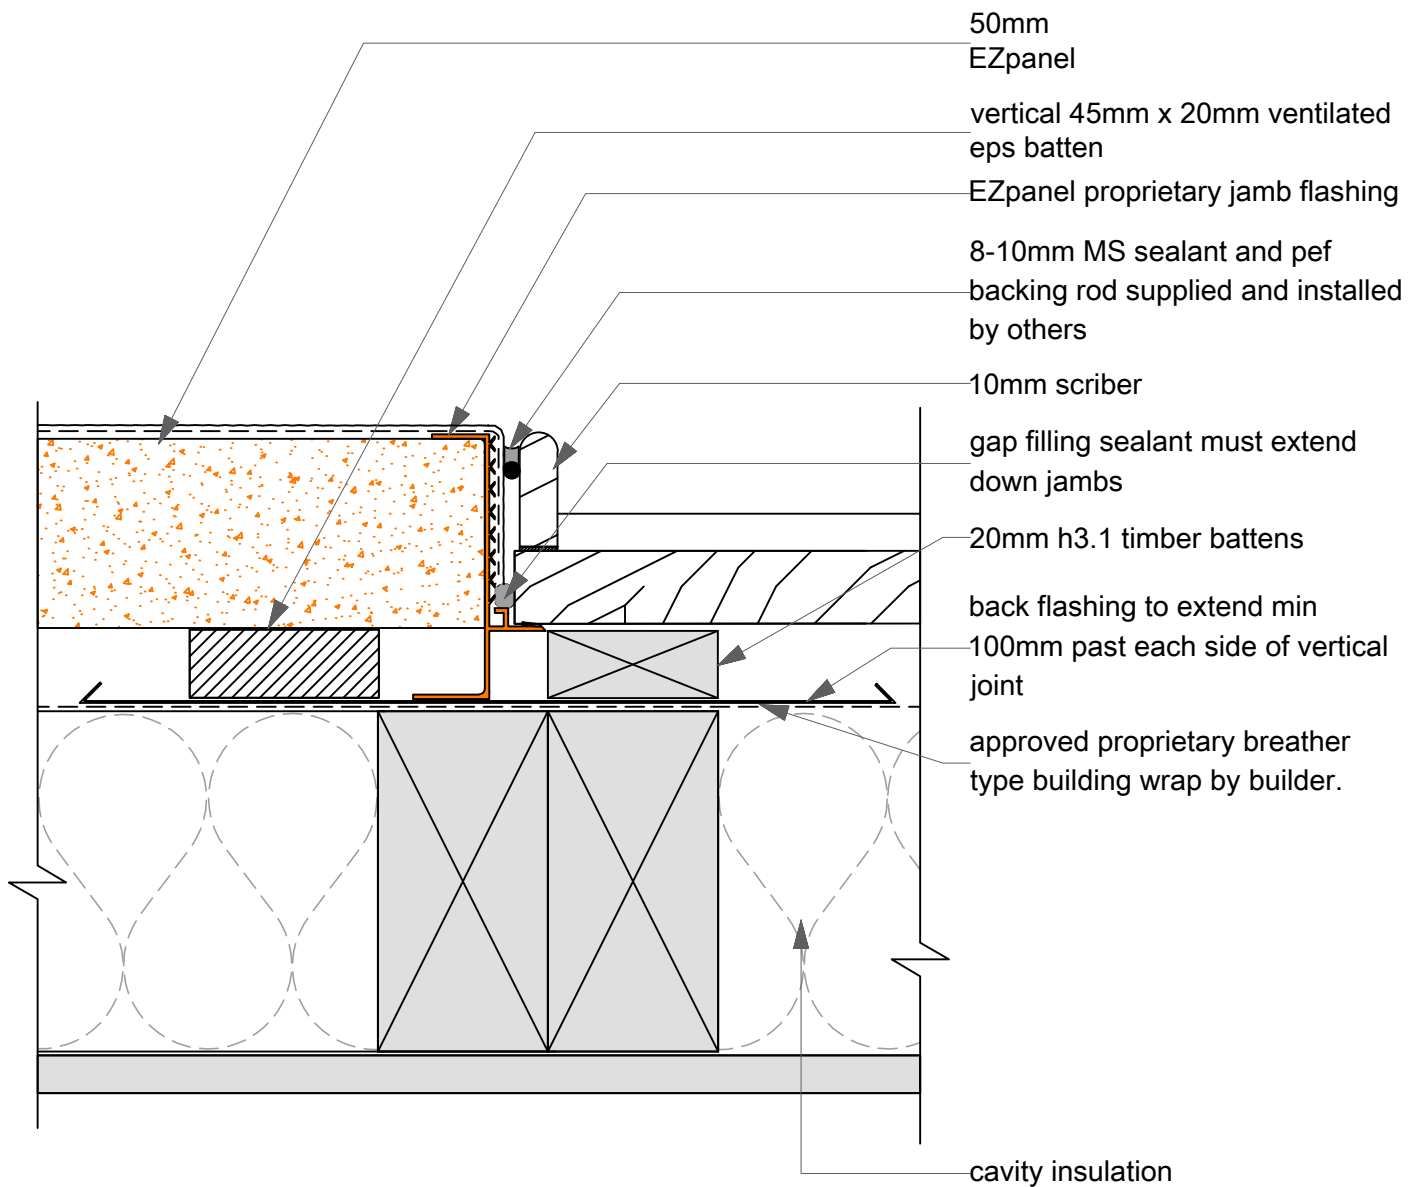 50mm
EZpanel
vertical 45mm x 20mm ventilated
eps batten
EZpanel proprietary jamb flashing
8-10mm MS sealant and pef
backing rod supplied and installed
by others
10mm scriber
gap filling sealant must extend
down jambs
20mm h3.1 timber battens
back flashing to extend min
100mm past each side of vertical
joint
approved proprietary breather
type building wrap by builder.
cavity insulation